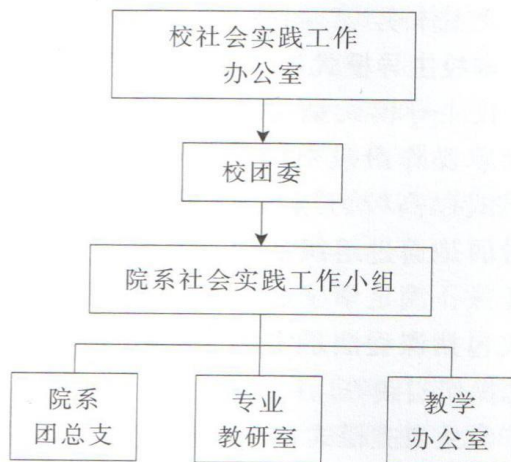 校社会实践工作
办公室
校团委
院系社会实践工作小组
院系
团总支
专业
教研室
教学
办公室